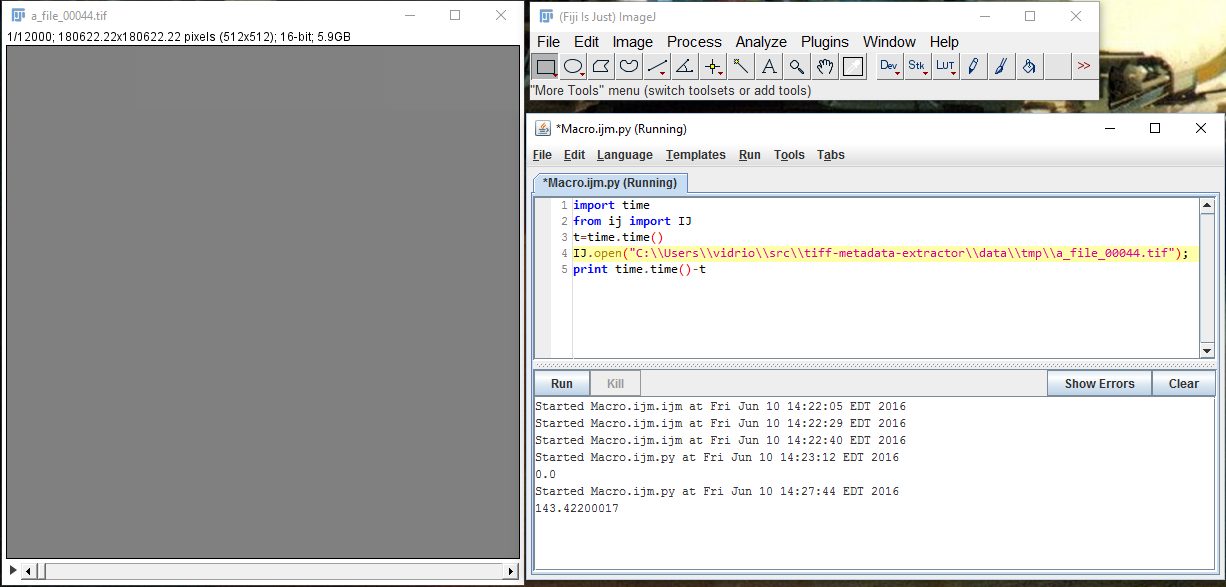 a_file_00044.tif
1/12000; 180622.22x180622.22 pixels (512x512); 16-bit; 5.9GB
(Fiji Is Just) ImageJ
File Edit Image Process Analyze Plugins Window Help
A Dev Stk LUT >>
"More Tools" menu (switch toolsets or add tools)
*Macro.ijm.py (Running)
File Edit Language Templates Run Tools Tabs
*Macro.ijm.py (Running)
1 import time
2 from ij import IJ
3 t=time.time()
4 IJ.open("C:\\Users\\vidrio\\src\\tiff-metadata-extractor\\data\\tmp\\a_file_00044.tif");
5 print time.time()-t
Run Kill Show Errors Clear
Started Macro.ijm.ijm at Fri Jun 10 14:22:05 EDT 2016
Started Macro.ijm.ijm at Fri Jun 10 14:22:29 EDT 2016
Started Macro.ijm.ijm at Fri Jun 10 14:22:40 EDT 2016
Started Macro.ijm.py at Fri Jun 10 14:23:12 EDT 2016
0.0
Started Macro.ijm.py at Fri Jun 10 14:27:44 EDT 2016
143.42200017